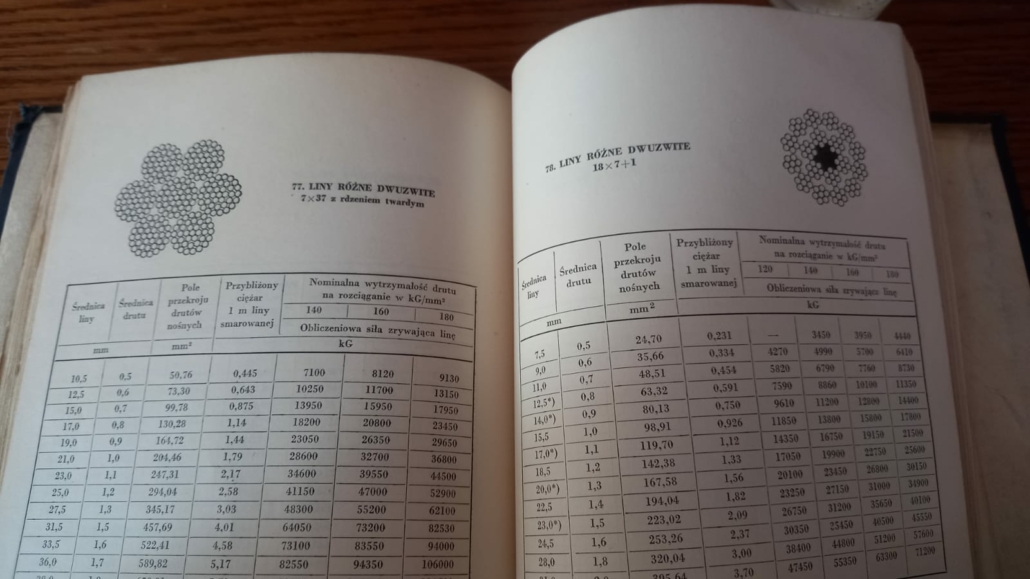 77. LINY RÓŻNE DWUZWITE
7×37 z rdzeniem twardym
Średnica liny
Średnica drutu
Pole przekroju drutów nośnych
Przybliżony ciężar 1 m liny smarowanej
Nominalna wytrzymałość drutu
na rozciąganie w kG/mm²
140 160 180
Obliczeniowa siła zrywająca linę
mm mm² kG
10,5 0,5 50,76 0,445 7100 8120 9130
12,5 0,6 73,30 0,643 10250 11700 13150
15,0 0,7 99,78 0,875 13950 15950 17950
17,0 0,8 130,28 1,14 18200 20800 23450
19,0 0,9 164,72 1,44 23050 26350 29650
21,0 1,0 204,46 1,79 28600 32700 36800
23,0 1,1 247,31 2,17 34600 39550 44500
25,0 1,2 294,04 2,58 41150 47000 52900
27,5 1,3 345,17 3,03 48300 55200 62100
31,5 1,5 457,69 4,01 64050 73200 82530
33,5 1,6 522,41 4,58 73100 83550 94000
36,0 1,7 589,82 5,17 82550 94350 106000
78. LINY RÓŻNE DWUZWITE
18×7+1
Średnica liny
Średnica drutu
Pole przekroju drutów nośnych
Przybliżony ciężar 1 m liny smarowanej
Nominalna wytrzymałość drutu
na rozciąganie w kG/mm²
120 140 160 180
Obliczeniowa siła zrywająca linę
mm mm² kG
7,5 0,5 24,70 0,231 — 3450 3950 4440
9,0 0,6 35,66 0,334 4270 4990 5700 6410
11,0 0,7 48,51 0,454 5820 6790 7760 8730
12,5*) 0,8 63,32 0,591 7590 8860 10100 11350
14,0*) 0,9 80,13 0,750 9610 11200 12800 14400
15,5 1,0 98,91 0,926 11850 13800 15800 17800
17,0*) 1,1 119,70 1,12 14350 16750 19150 21500
18,5 1,2 142,38 1,33 17050 19900 22750 25600
20,0*) 1,3 167,58 1,56 20100 23450 26800 30150
22,5 1,4 194,04 1,82 23250 27150 31000 34900
23,0*) 1,5 223,02 2,09 26750 31200 35650 40100
24,5 1,6 253,26 2,37 30350 35450 40500 45550
28,0 1,8 320,04 3,00 38400 44800 51200 57600
395,64 3,70 47450 55350 63300 71200